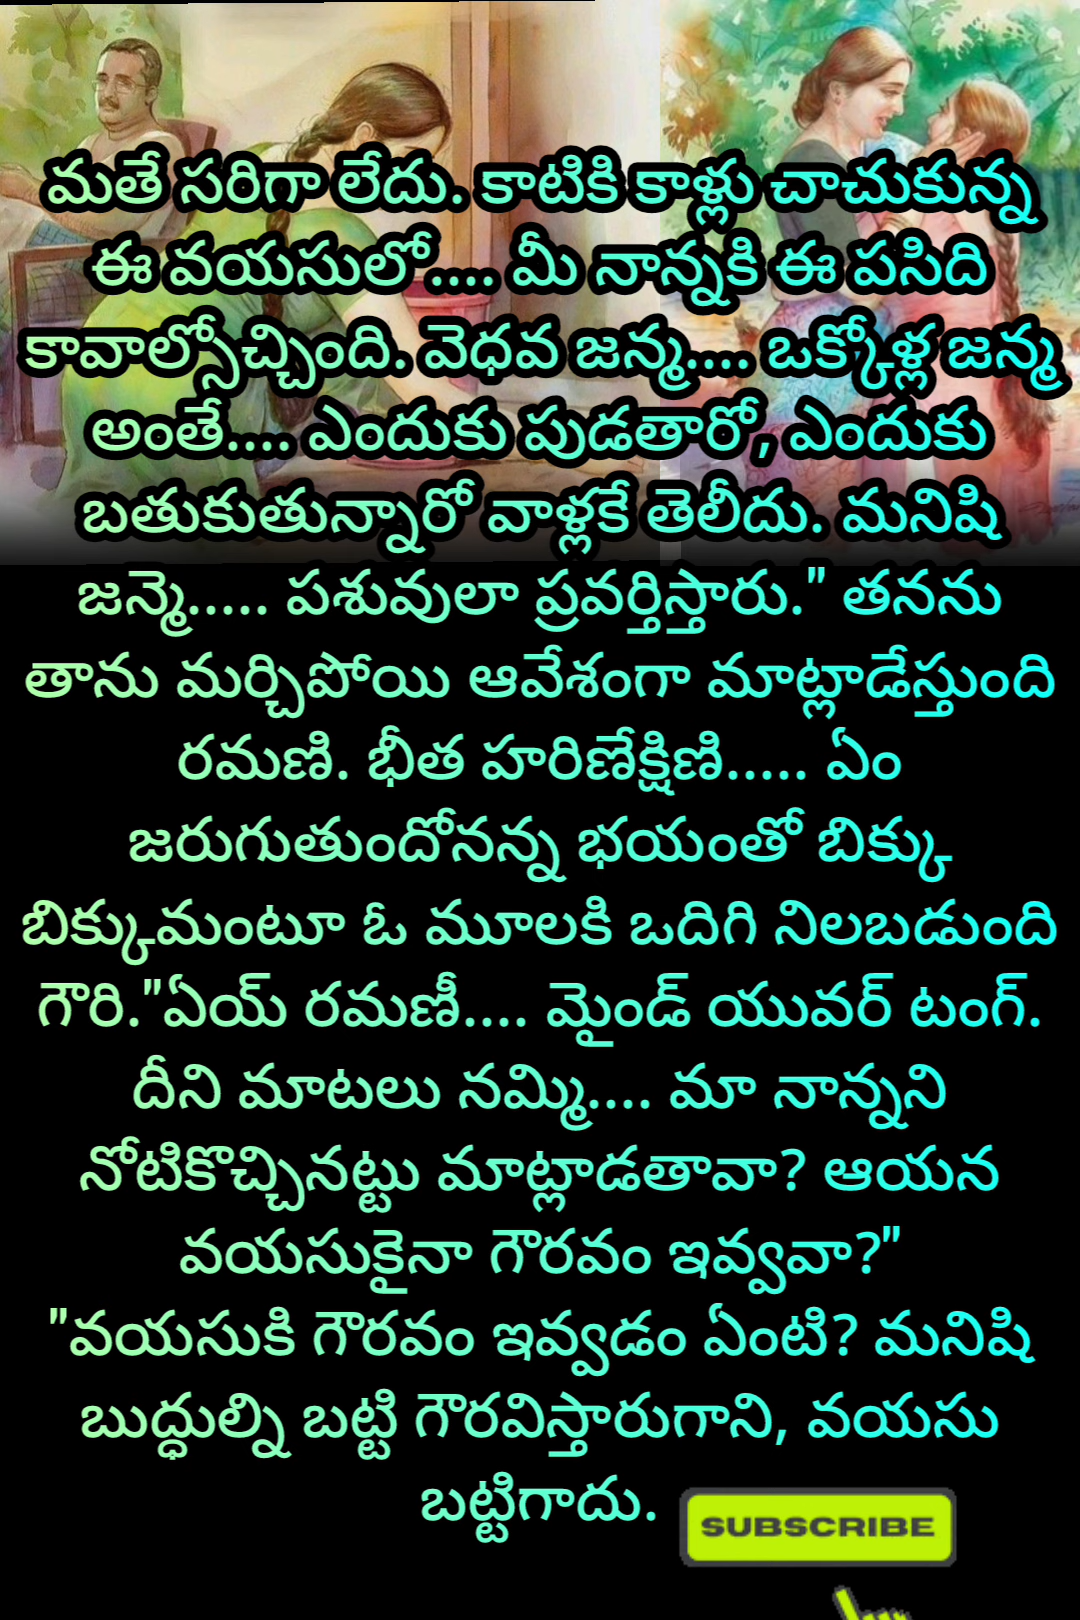 మతే సరిగా లేదు. కాటికి కాళ్లు చాచుకున్న
ఈ వయసులో.... మీ నాన్నకి ఈ పసిది
కావాల్సోచ్చింది. వెధవ జన్మ.... ఒక్కోళ్ల జన్మ
అంతే.... ఎందుకు పుడతారో, ఎందుకు
బతుకుతున్నారో వాళ్లకే తెలీదు. మనిషి
జన్మె..... పశువులా ప్రవర్తిస్తారు." తనను
తాను మర్చిపోయి ఆవేశంగా మాట్లాడేస్తుంది
రమణి. భీత హరిణేక్షిణి..... ఏం
జరుగుతుందోనన్న భయంతో బిక్కు
బిక్కుమంటూ ఓ మూలకి ఒదిగి నిలబడుంది
గౌరి."ఏయ్ రమణీ.... మైండ్ యువర్ టంగ్.
దీని మాటలు నమ్మి.... మా నాన్నని
నోటికొచ్చినట్టు మాట్లాడతావా? ఆయన
వయసుకైనా గౌరవం ఇవ్వవా?"
"వయసుకి గౌరవం ఇవ్వడం ఏంటి? మనిషి
బుద్ధుల్ని బట్టి గౌరవిస్తారుగాని, వయసు
బట్టిగాదు.
SUBSCRIBE